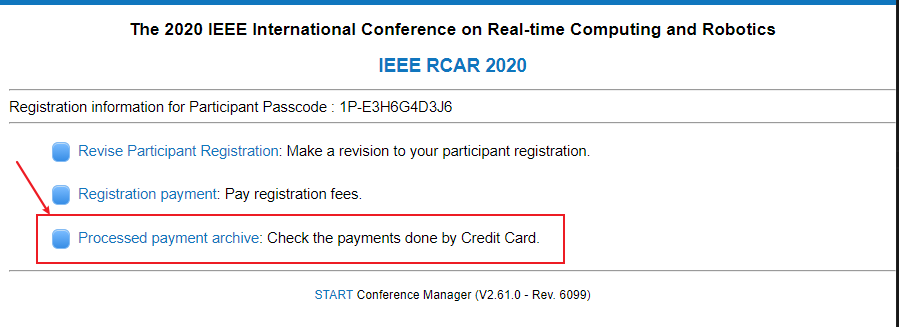 The 2020 IEEE International Conference on Real-time Computing and Robotics
IEEE RCAR 2020
Registration information for Participant Passcode : 1P-E3H6G4D3J6
Revise Participant Registration: Make a revision to your participant registration.
Registration payment: Pay registration fees.
Processed payment archive: Check the payments done by Credit Card.
START Conference Manager (V2.61.0 - Rev. 6099)